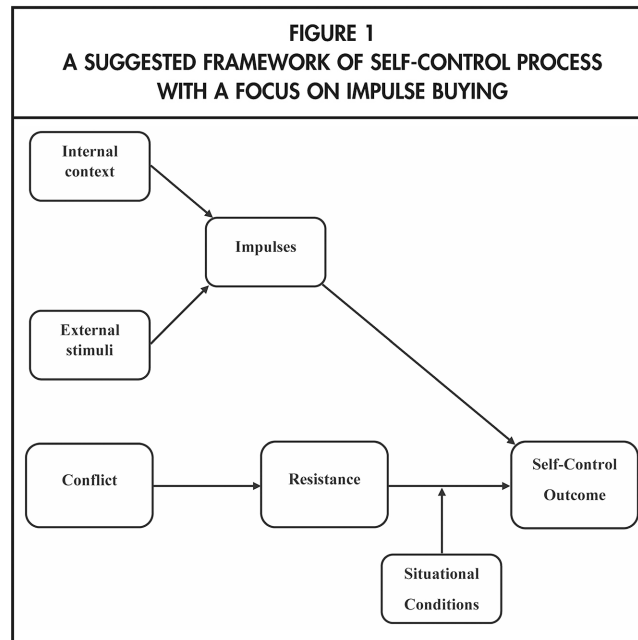 FIGURE 1
A SUGGESTED FRAMEWORK OF SELF-CONTROL PROCESS
WITH A FOCUS ON IMPULSE BUYING
Internal
context
Impulses
External
stimuli
Conflict
Resistance
Self-Control
Outcome
Situational
Conditions